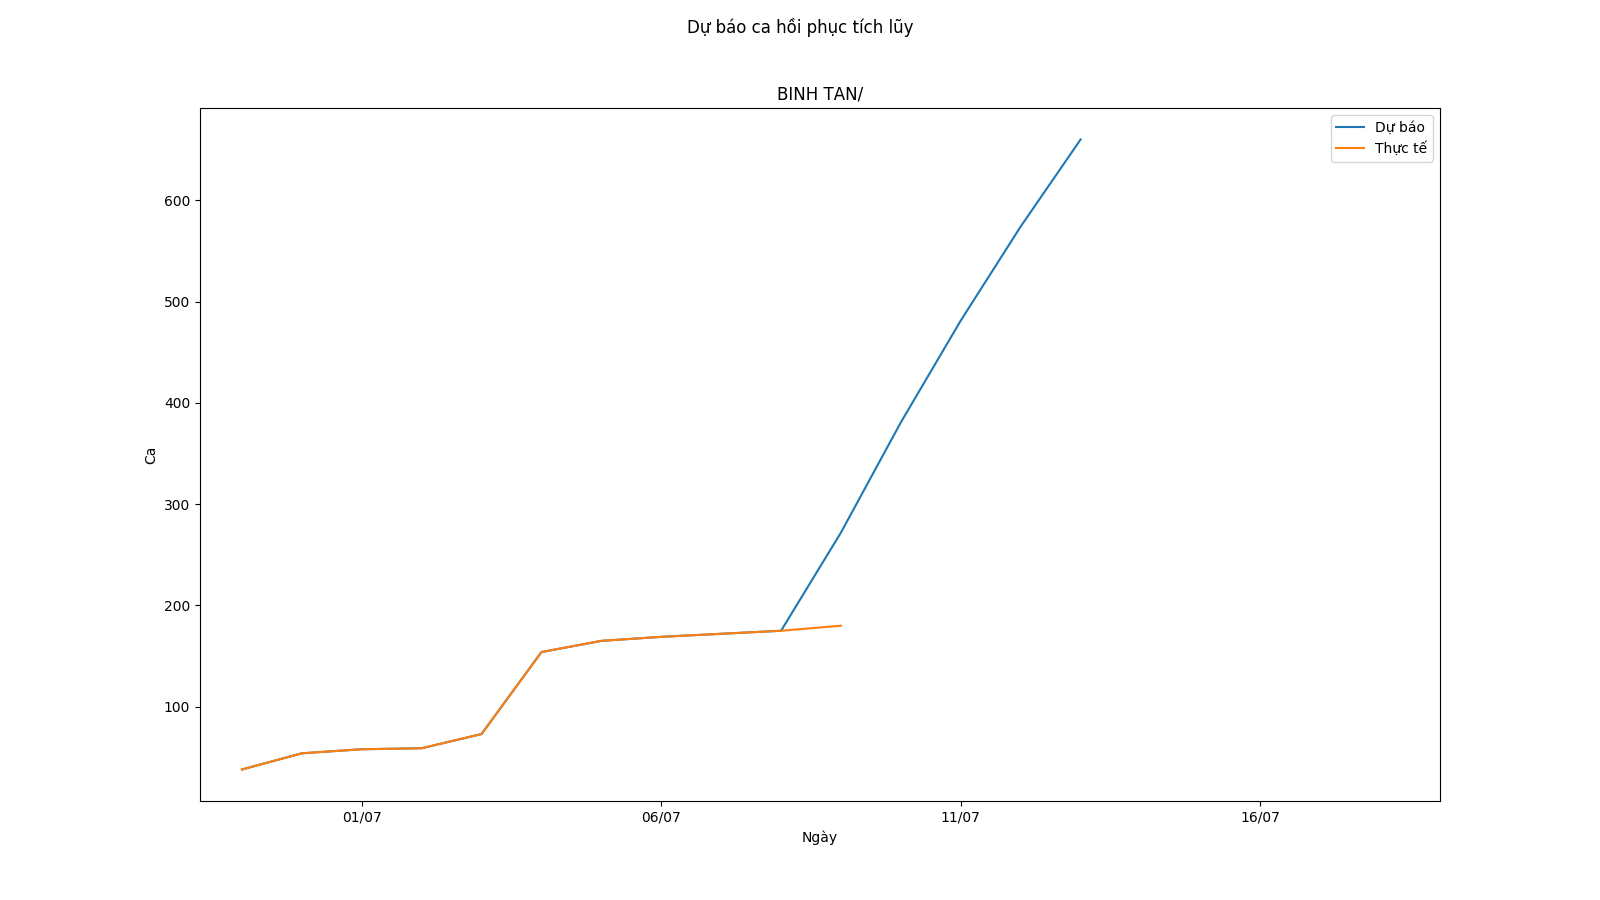 Dự báo ca hồi phục tích lũy
BINH TAN/
Dự báo
Thực tế
600
500
400
300
200
100
Ca
01/07
06/07
11/07
16/07
Ngày